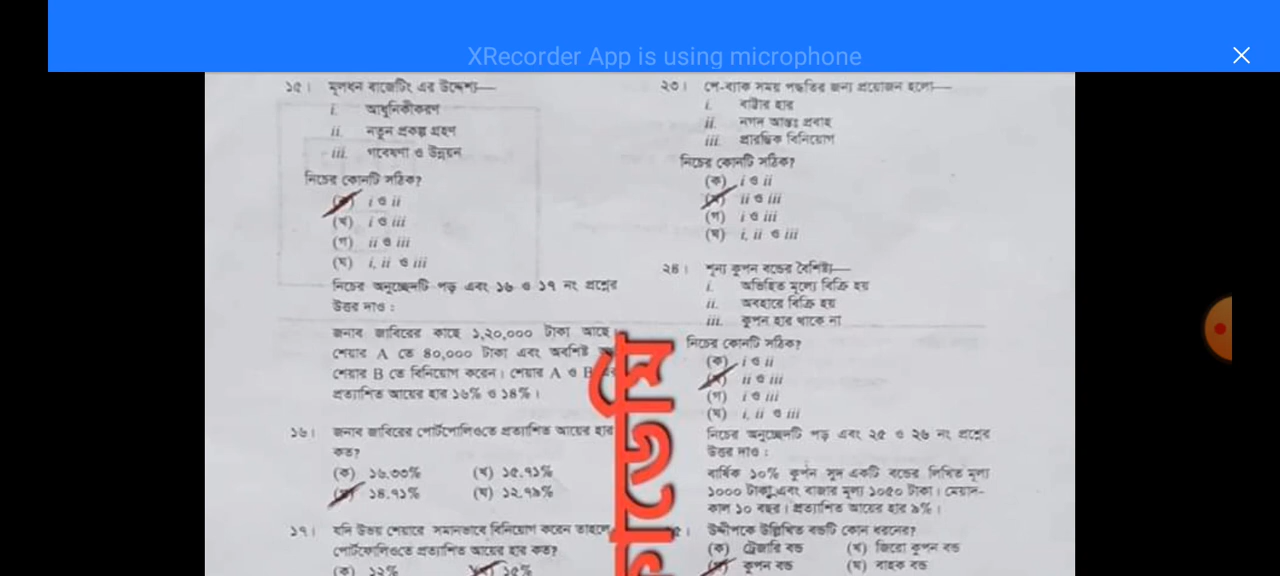 XRecorder App is using microphone
১৫। মূলধন বাজেটিং এর উদ্দেশ্য—
i. আধুনিকীকরণ
ii. নতুন প্রকল্প গ্রহণ
iii. গবেষণা ও উন্নয়ন
নিচের কোনটি সঠিক?
i ও ii
(খ) i ও iii
(গ) ii ও iii
(ঘ) i, ii ও iii
নিচের অনুচ্ছেদটি পড় এবং ১৬ ও ১৭ নং প্রশ্নের
উত্তর দাও :
জনাব জাবিরের কাছে ১,২০,০০০ টাকা আছে।
শেয়ার A তে ৪০,০০০ টাকা এবং অবশিষ্ট
শেয়ার B তে বিনিয়োগ করেন। শেয়ার A ও B
প্রত্যাশিত আয়ের হার ১৬% ও ১৪%।
১৬। জনাব জাবিরের পোর্টপোলিওতে প্রত্যাশিত আয়ের হার
কত?
(ক) ১৬.৩৩% (খ) ১৫.৭১%
১৪.৭১% (ঘ) ১২.৭৯%
১৭। যদি উভয় শেয়ারে সমানভাবে বিনিয়োগ করেন তাহলে
পোর্টফোলিওতে প্রত্যাশিত আয়ের হার কত?
(ক) ১২% ১৫%
২৩। পে-ব্যাক সময় পদ্ধতির জন্য প্রয়োজন হলো—
i. বাট্টার হার
ii. নগদ আন্তঃ প্রবাহ
iii. প্রারম্ভিক বিনিয়োগ
নিচের কোনটি সঠিক?
(ক) i ও ii
ii ও iii
(গ) i ও iii
(ঘ) i, ii ও iii
২৪। শূন্য কুপন বন্ডের বৈশিষ্ট্য—
i. অভিহিত মূল্যে বিক্রি হয়
ii. অবহারে বিক্রি হয়
iii. কুপন হার থাকে না
নিচের কোনটি সঠিক?
(ক) i ও ii
ii ও iii
(গ) i ও iii
(ঘ) i, ii ও iii
নিচের অনুচ্ছেদটি পড় এবং ২৫ ও ২৬ নং প্রশ্নের
উত্তর দাও :
বার্ষিক ১০% কুপন সুদ একটি বন্ডের লিখিত মূল্য
১০০০ টাকা এবং বাজার মূল্য ১০৫০ টাকা। মেয়াদ-
কাল ১০ বছর। প্রত্যাশিত আয়ের হার ৯%।
৫। উদ্দীপকে উল্লিখিত বন্ডটি কোন ধরনের?
(ক) ট্রেজারি বন্ড (খ) জিরো কুপন বন্ড
কুপন বন্ড (ঘ) বাহক বন্ড